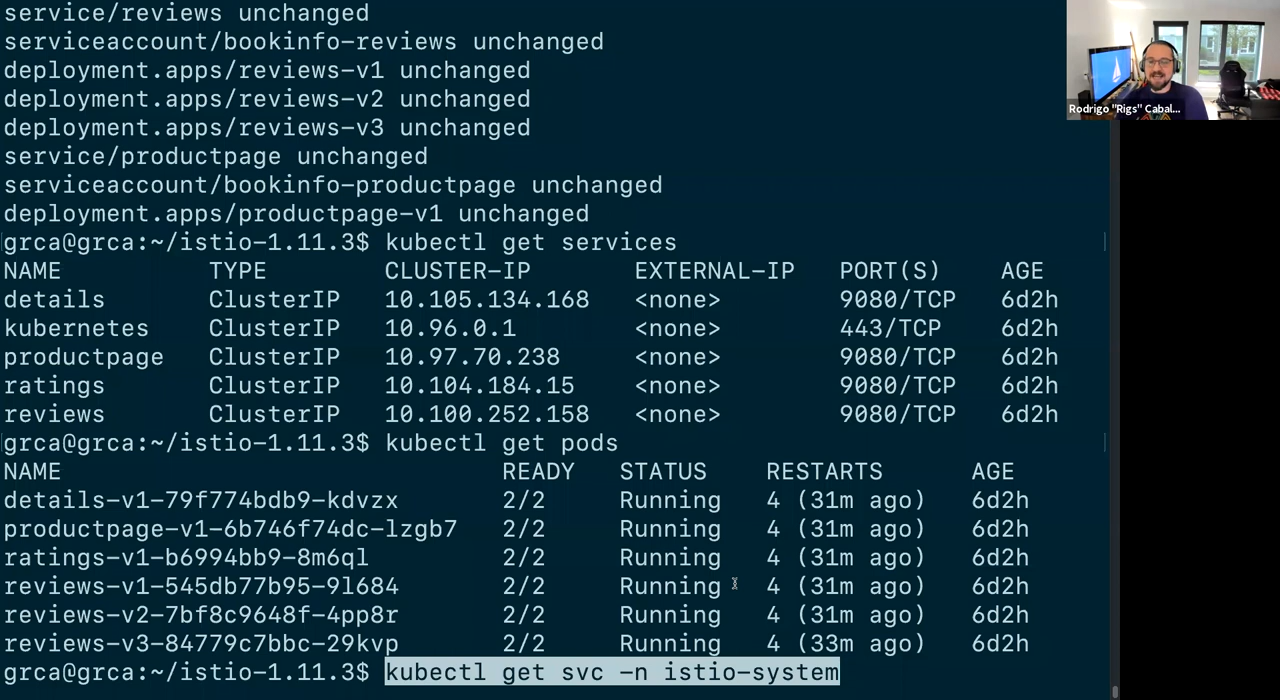 service/reviews unchanged
serviceaccount/bookinfo-reviews unchanged
deployment.apps/reviews-v1 unchanged
deployment.apps/reviews-v2 unchanged
deployment.apps/reviews-v3 unchanged
service/productpage unchanged
serviceaccount/bookinfo-productpage unchanged
deployment.apps/productpage-v1 unchanged
grca@grca:~/istio-1.11.3$ kubectl get services
NAME TYPE CLUSTER-IP EXTERNAL-IP PORT(S) AGE
details ClusterIP 10.105.134.168 <none> 9080/TCP 6d2h
kubernetes ClusterIP 10.96.0.1 <none> 443/TCP 6d2h
productpage ClusterIP 10.97.70.238 <none> 9080/TCP 6d2h
ratings ClusterIP 10.104.184.15 <none> 9080/TCP 6d2h
reviews ClusterIP 10.100.252.158 <none> 9080/TCP 6d2h
grca@grca:~/istio-1.11.3$ kubectl get pods
NAME READY STATUS RESTARTS AGE
details-v1-79f774bdb9-kdvzx 2/2 Running 4 (31m ago) 6d2h
productpage-v1-6b746f74dc-lzgb7 2/2 Running 4 (31m ago) 6d2h
ratings-v1-b6994bb9-8m6ql 2/2 Running 4 (31m ago) 6d2h
reviews-v1-545db77b95-9l684 2/2 Running 4 (31m ago) 6d2h
reviews-v2-7bf8c9648f-4pp8r 2/2 Running 4 (31m ago) 6d2h
reviews-v3-84779c7bbc-29kvp 2/2 Running 4 (33m ago) 6d2h
grca@grca:~/istio-1.11.3$ kubectl get svc -n istio-system
Rodrigo "Rigs" Cabal...